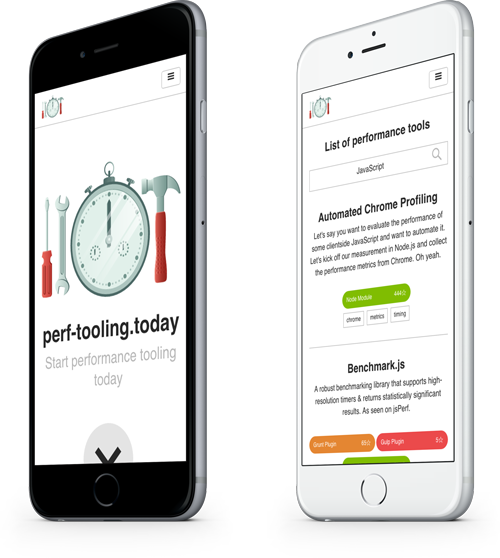 perf-tooling.today
Start performance tooling
today
List of performance tools
JavaScript
Automated Chrome Profiling
Let's say you want to evaluate the performance of
some clientside JavaScript and want to automate it.
Let's kick off our measurement in Node.js and collect
the performance metrics from Chrome. Oh yeah.
Node Module 444☆
chrome metrics timing
Benchmark.js
A robust benchmarking library that supports high-
resolution timers & returns statistically significant
results. As seen on jsPerf.
Grunt Plugin 85☆ Gulp Plugin 5☆